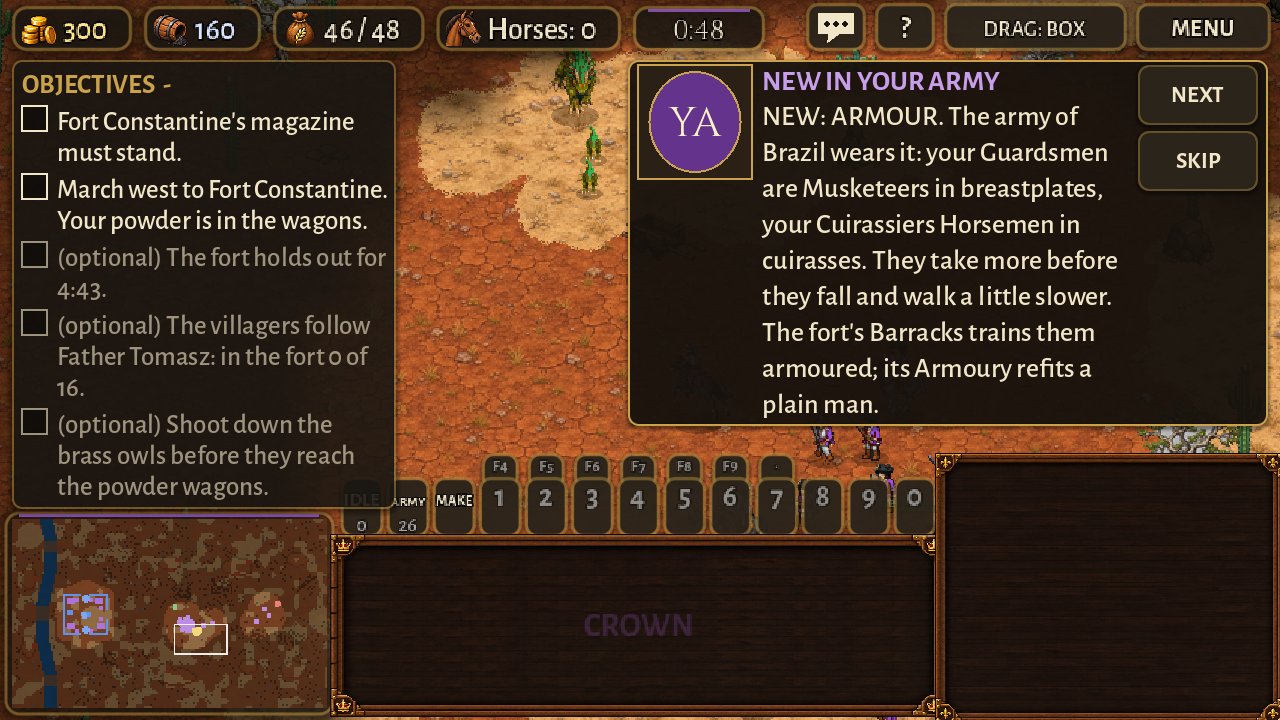 300
160
46/48
Horses: 0
0:48
?
DRAG: BOX
MENU
OBJECTIVES -
Fort Constantine's magazine
must stand.
March west to Fort Constantine.
Your powder is in the wagons.
(optional) The fort holds out for
4:43.
(optional) The villagers follow
Father Tomasz: in the fort 0 of
16.
(optional) Shoot down the
brass owls before they reach
the powder wagons.
YA
NEW IN YOUR ARMY
NEW: ARMOUR. The army of
Brazil wears it: your Guardsmen
are Musketeers in breastplates,
your Cuirassiers Horsemen in
cuirasses. They take more before
they fall and walk a little slower.
The fort's Barracks trains them
armoured; its Armoury refits a
plain man.
NEXT
SKIP
F4 F5 F6 F7 F8 F9 .
IDLE ARMY MAKE 1 2 3 4 5 6 7 8 9 0
0 26
CROWN